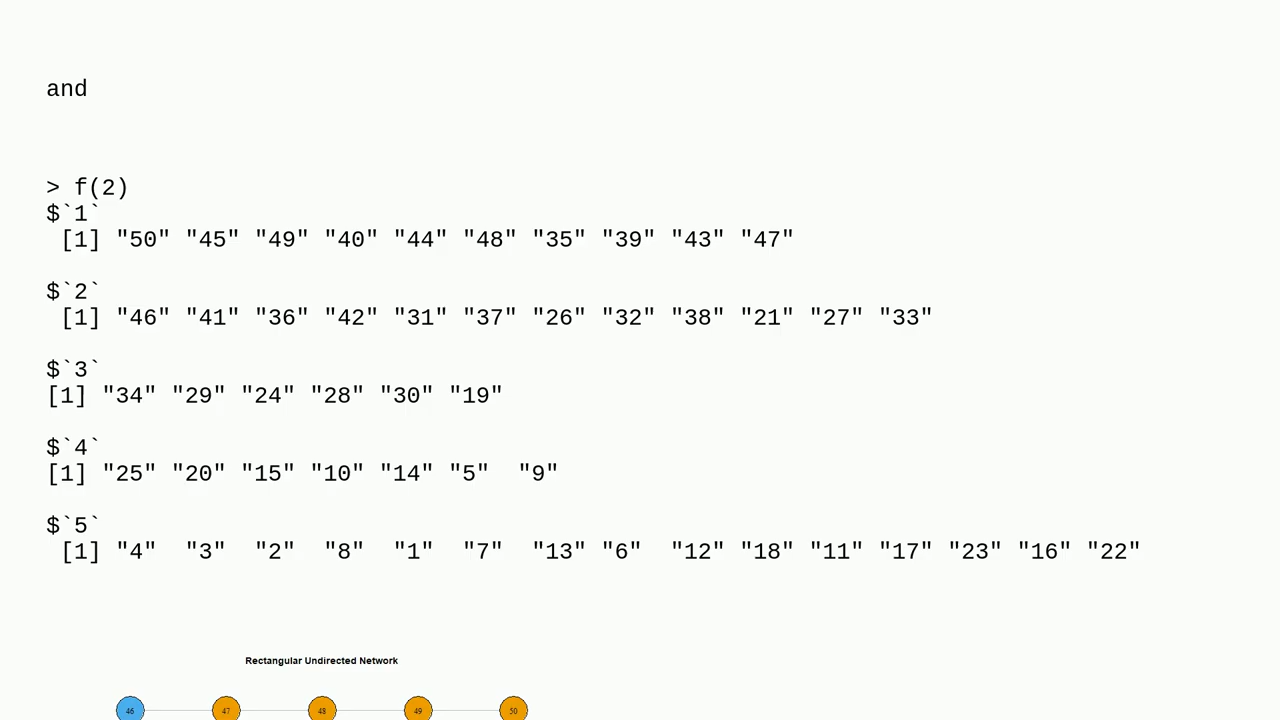 and
> f(2)
$`1`
 [1] "50" "45" "49" "40" "44" "48" "35" "39" "43" "47"
$`2`
 [1] "46" "41" "36" "42" "31" "37" "26" "32" "38" "21" "27" "33"
$`3`
[1] "34" "29" "24" "28" "30" "19"
$`4`
[1] "25" "20" "15" "10" "14" "5"  "9"
$`5`
 [1] "4"  "3"  "2"  "8"  "1"  "7"  "13" "6"  "12" "18" "11" "17" "23" "16" "22"
Rectangular Undirected Network
46 47 48 49 50